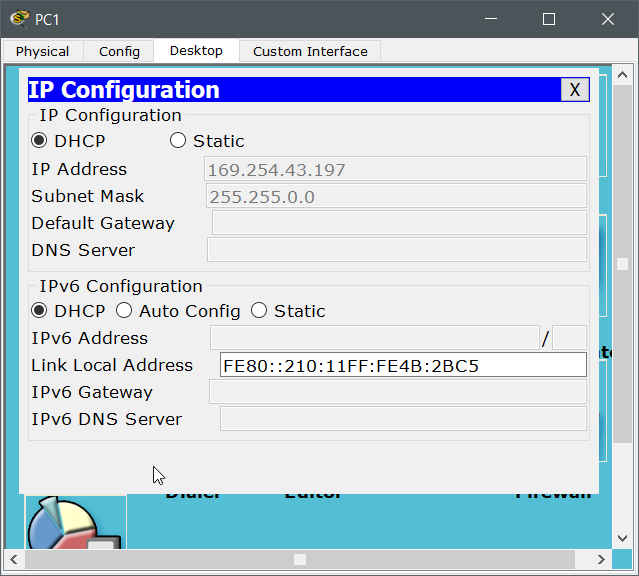 PC1
Physical Config Desktop Custom Interface
IP Configuration X
IP Configuration
DHCP Static
IP Address 169.254.43.197
Subnet Mask 255.255.0.0
Default Gateway
DNS Server
IPv6 Configuration
DHCP Auto Config Static
IPv6 Address /
Link Local Address FE80::210:11FF:FE4B:2BC5
IPv6 Gateway
IPv6 DNS Server
Dialer Editor Firewall